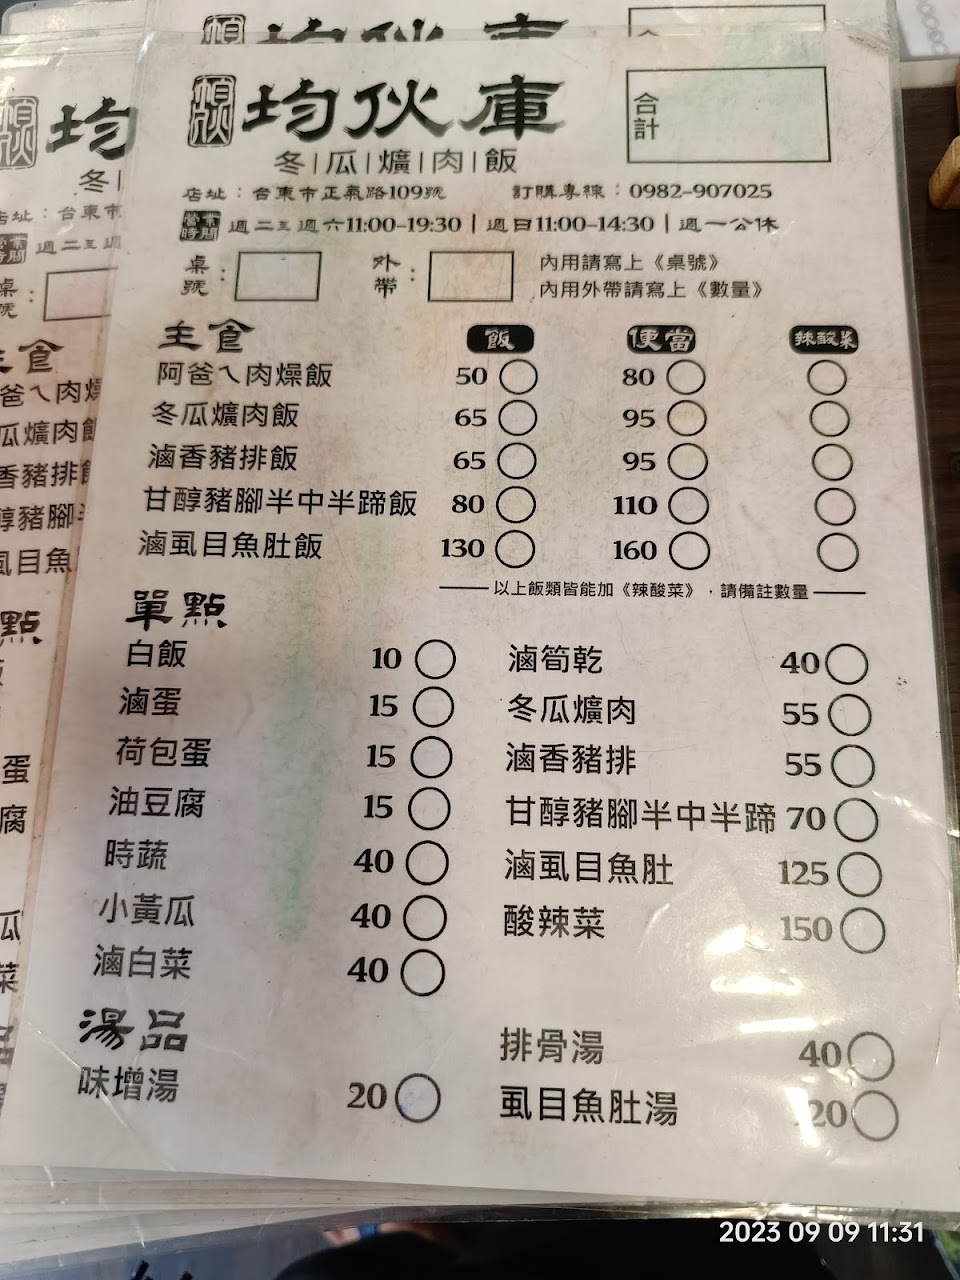 均伙庫
合計
冬|瓜|爌|肉|飯
店址：台東市正氣路109號 訂購專線：0982-907025
營業時間 週二至週六11:00-19:30｜週日11:00-14:30｜週一公休
桌號： 外帶： 內用請寫上《桌號》
內用外帶請寫上《數量》
主食 飯 便當 辣酸菜
阿爸ㄟ肉燥飯 50 80
冬瓜爌肉飯 65 95
滷香豬排飯 65 95
甘醇豬腳半中半蹄飯 80 110
滷虱目魚肚飯 130 160
以上飯類皆能加《辣酸菜》，請備註數量
單點
白飯 10 滷筍乾 40
滷蛋 15 冬瓜爌肉 55
荷包蛋 15 滷香豬排 55
油豆腐 15 甘醇豬腳半中半蹄 70
時蔬 40 滷虱目魚肚 125
小黃瓜 40 酸辣菜 150
滷白菜 40
湯品
味增湯 20 排骨湯 40
虱目魚肚湯 20
2023 09 09 11:31